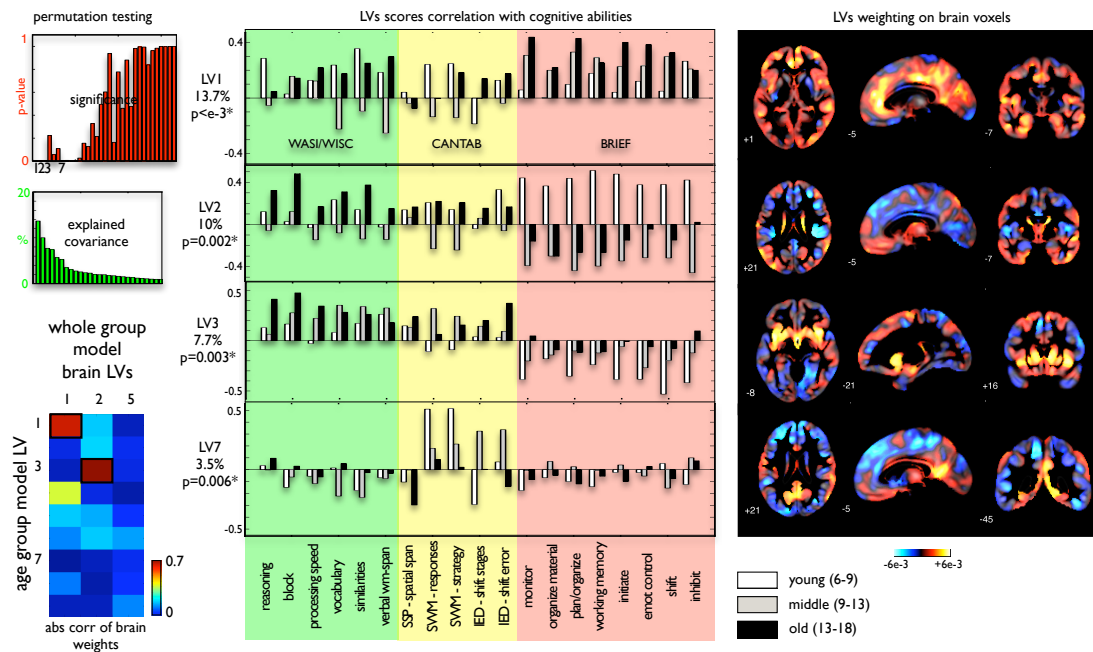 permutation testing
1
p-value
significance
0
123 7
20
%
explained
covariance
0
whole group
model
brain LVs
1 2 5
age group model LV
1
3
7
0.7
0
abs corr of brain
weights
LVs scores correlation with cognitive abilities
LV1
13.7%
p<e-3*
0.4
-0.4
WASI/WISC
CANTAB
BRIEF
LV2
10%
p=0.002*
0.4
-0.4
LV3
7.7%
p=0.003*
0.5
-0.5
LV7
3.5%
p=0.006*
0.5
-0.5
reasoning
block
processing speed
vocabulary
similarities
verbal wm-span
SSP - spatial span
SWM - responses
SWM - strategy
IED - shift stages
IED - shift error
monitor
organize material
plan/organize
working memory
initiate
emot control
shift
inhibit
LVs weighting on brain voxels
+1
-5
-7
+21
-5
-7
-8
-21
+16
+21
-5
-45
-6e-3 +6e-3
young (6-9)
middle (9-13)
old (13-18)